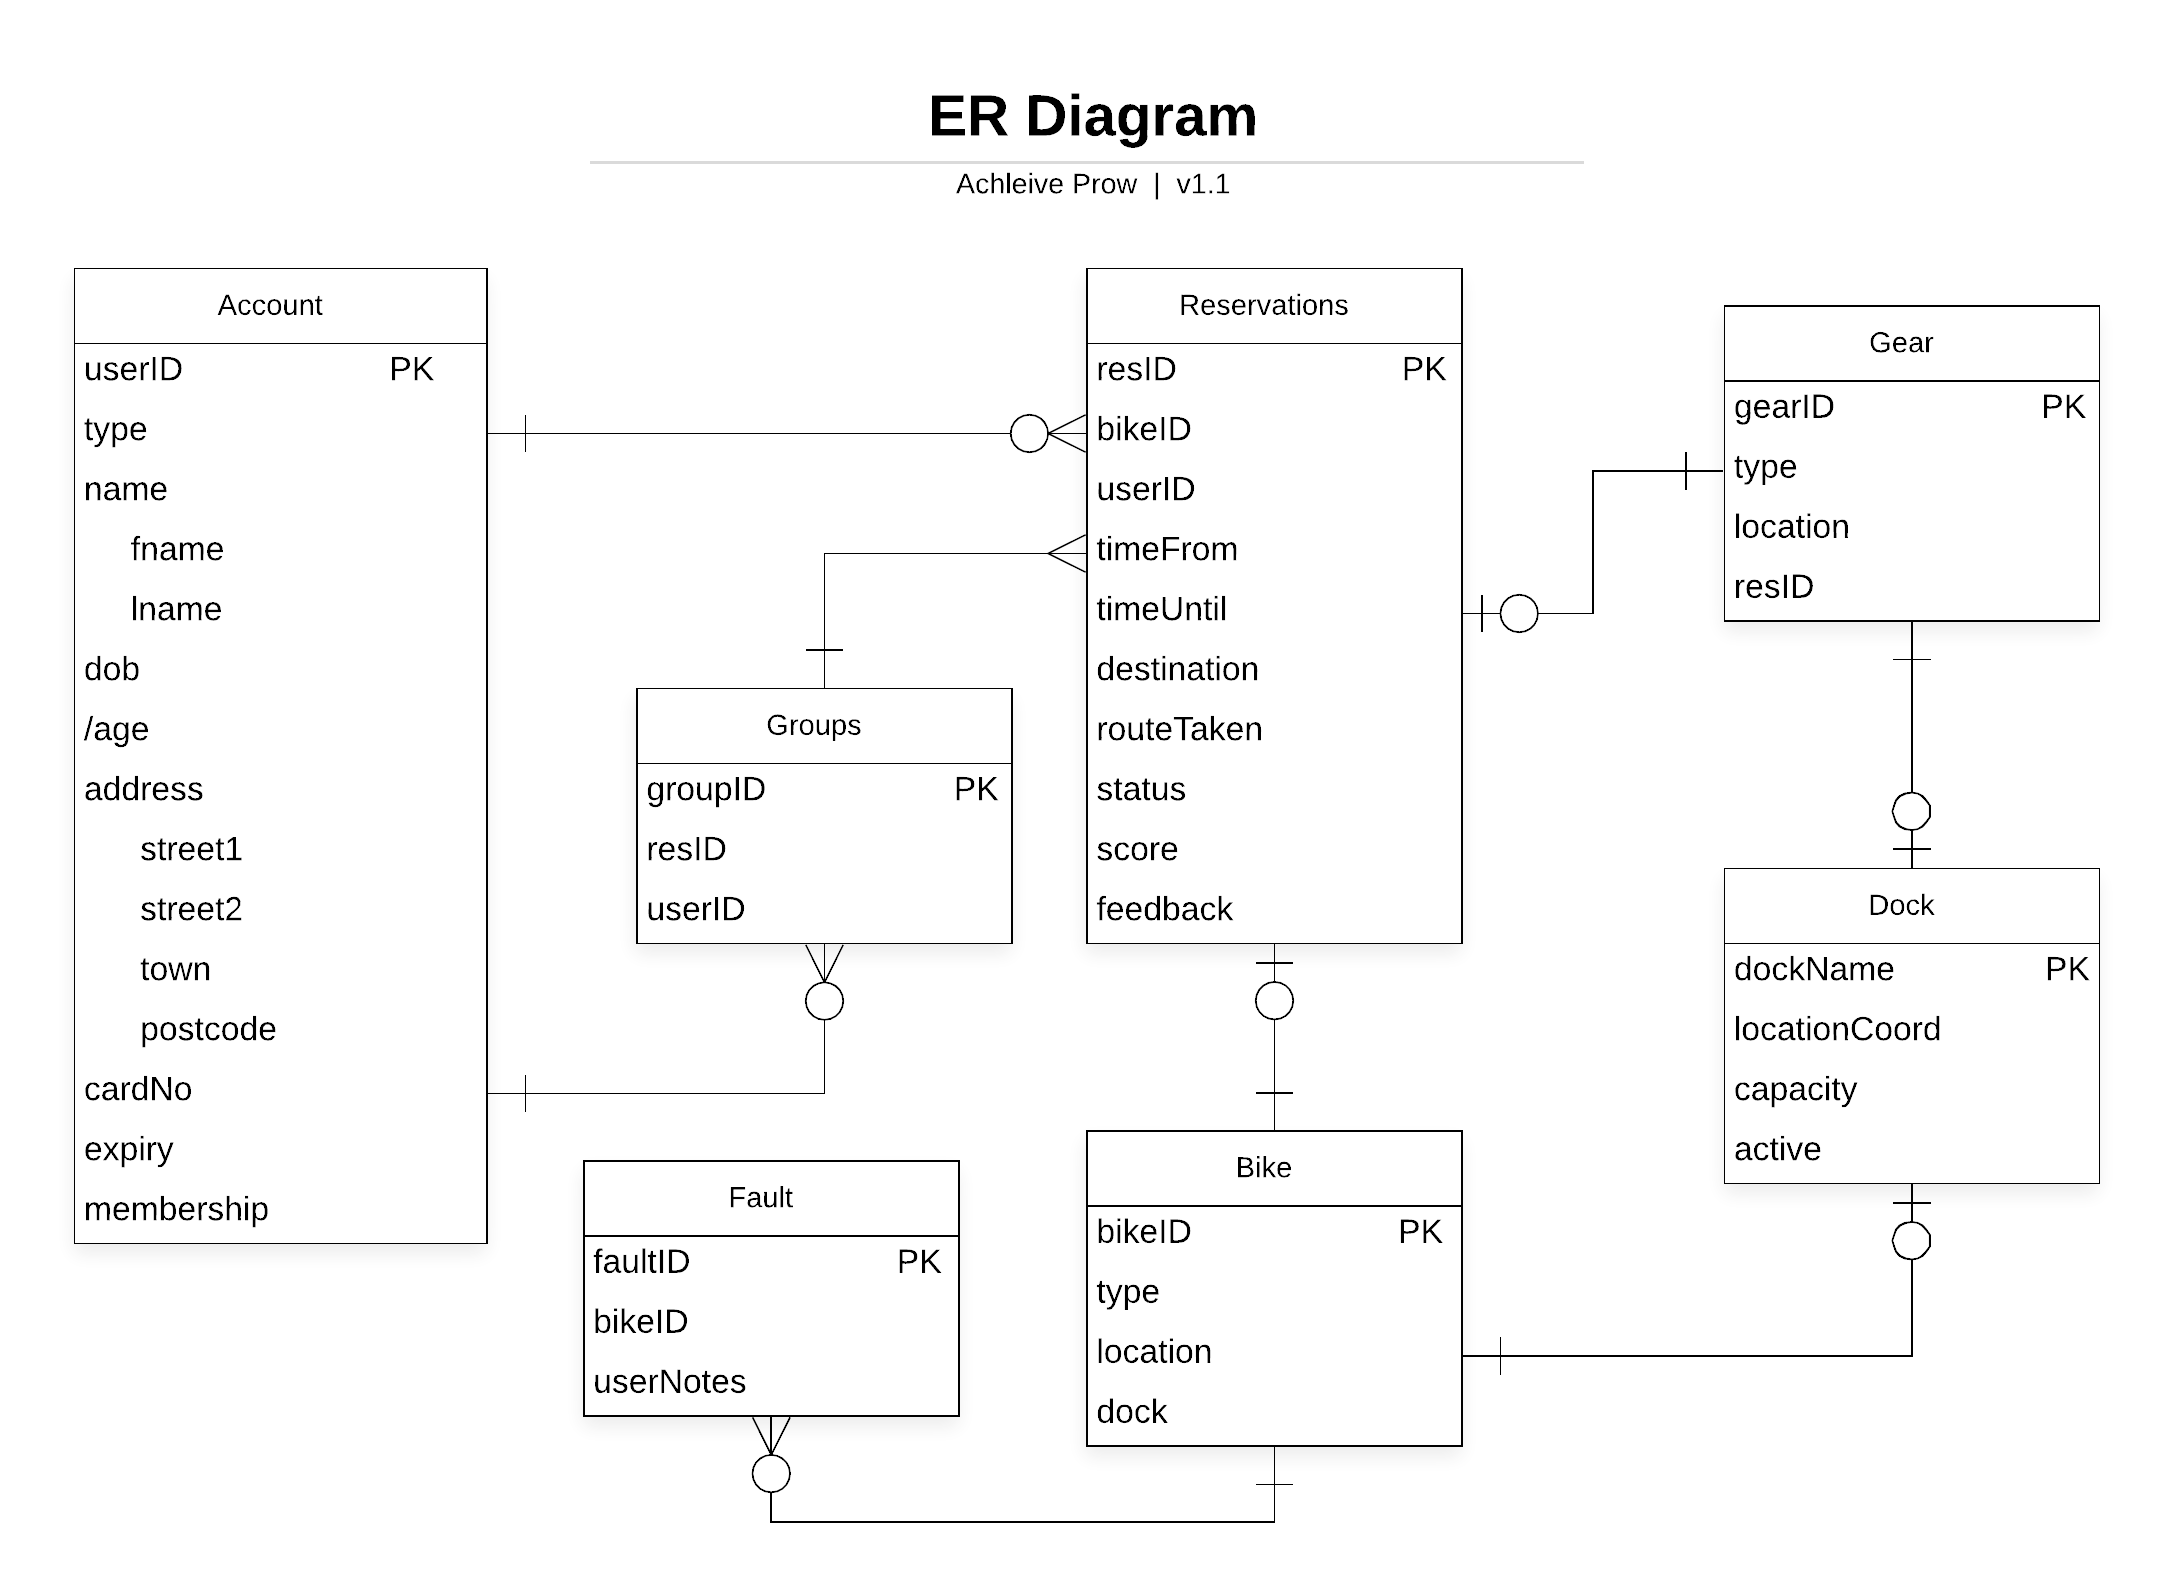 ER Diagram
Achleive Prow | v1.1
Account
userID PK
type
name
fname
lname
dob
/age
address
street1
street2
town
postcode
cardNo
expiry
membership
Groups
groupID PK
resID
userID
Fault
faultID PK
bikeID
userNotes
Reservations
resID PK
bikeID
userID
timeFrom
timeUntil
destination
routeTaken
status
score
feedback
Bike
bikeID PK
type
location
dock
Gear
gearID PK
type
location
resID
Dock
dockName PK
locationCoord
capacity
active